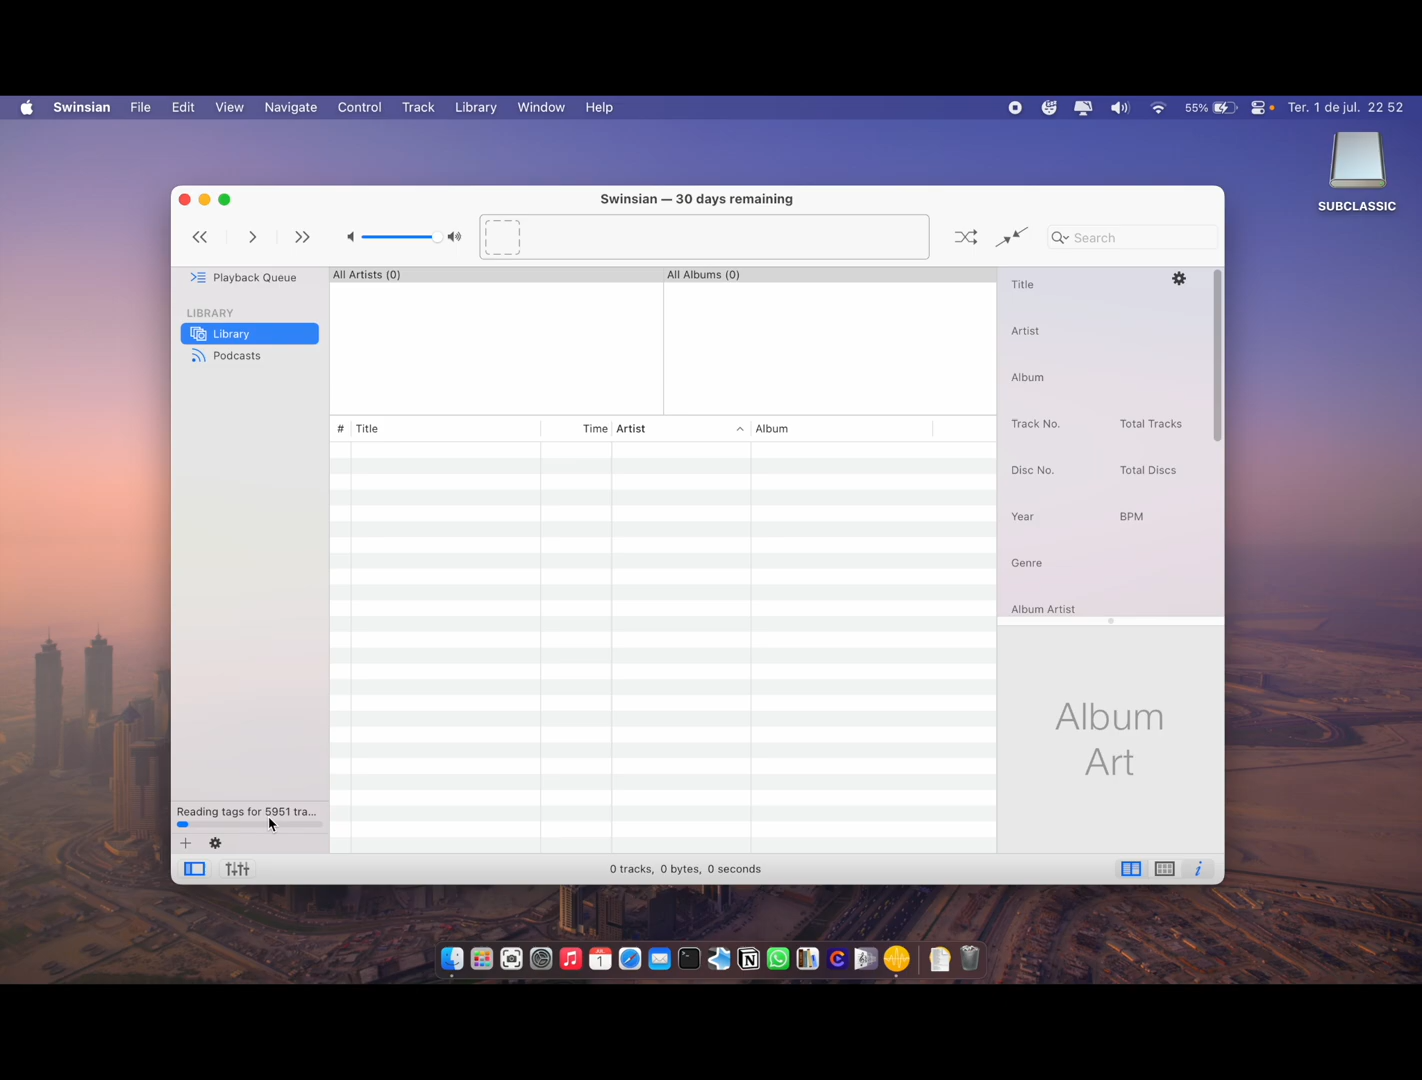 Swinsian File Edit View Navigate Control Track Library Window Help 55% Ter. 1 de jul. 22 52
SUBCLASSIC
Swinsian — 30 days remaining
Search
Playback Queue
LIBRARY
Library
Podcasts
All Artists (0) All Albums (0)
# Title Time Artist Album
Title
Artist
Album
Track No. Total Tracks
Disc No. Total Discs
Year BPM
Genre
Album Artist
Album
Art
Reading tags for 5951 tra...
0 tracks, 0 bytes, 0 seconds